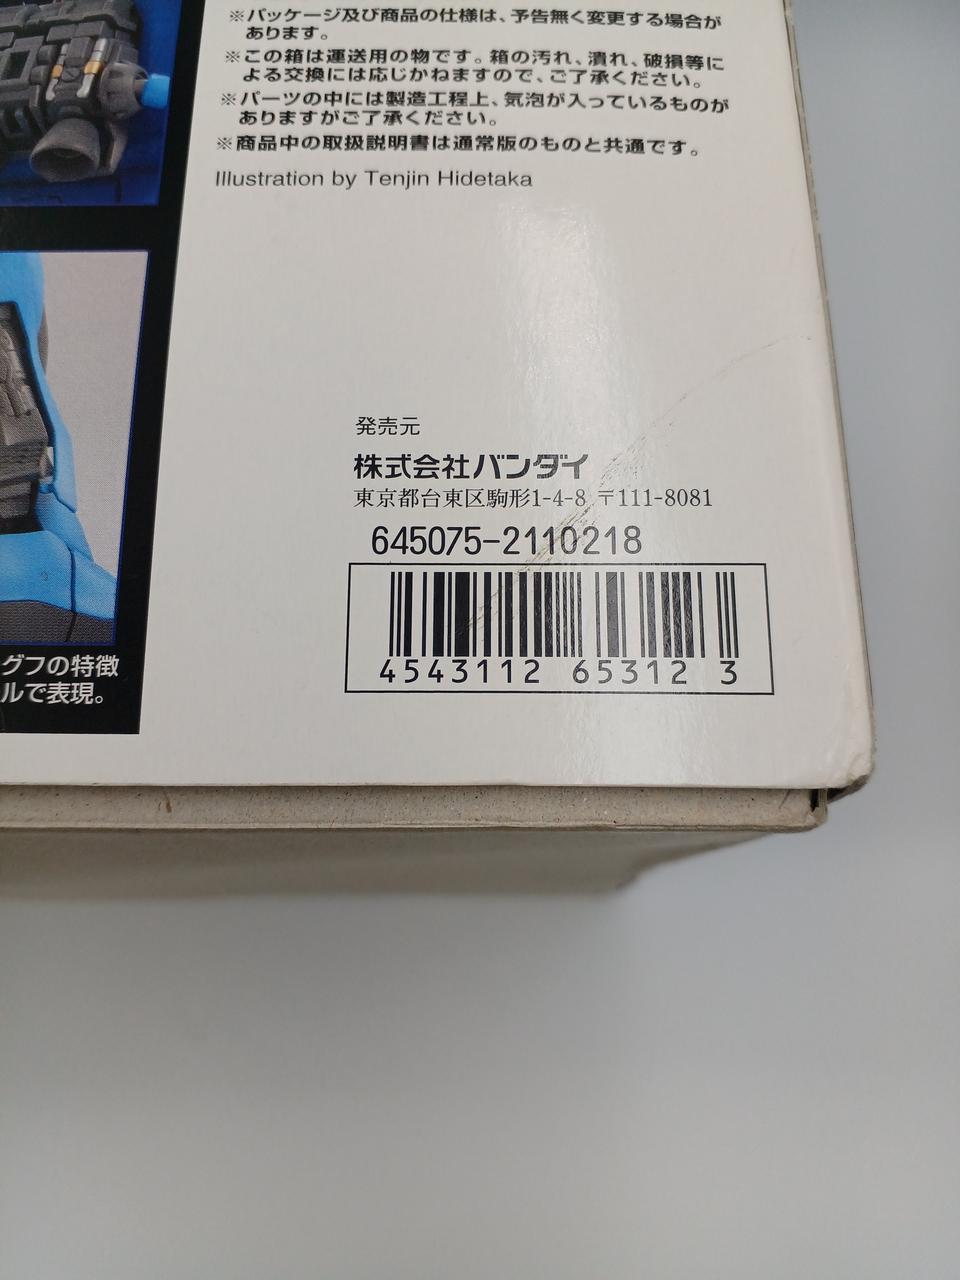 ※パッケージ及び商品の仕様は、予告無く変更する場合が
あります。
※この箱は運送用の物です。箱の汚れ、潰れ、破損等に
よる交換には応じかねますので、ご了承ください。
※パーツの中には製造工程上、気泡が入っているものが
ありますがご了承ください。
※商品中の取扱説明書は通常版のものと共通です。
Illustration by Tenjin Hidetaka
発売元
株式会社バンダイ
東京都台東区駒形1-4-8 〒111-8081
645075-2110218
4543112 65312 3
グフの特徴
ルで表現。